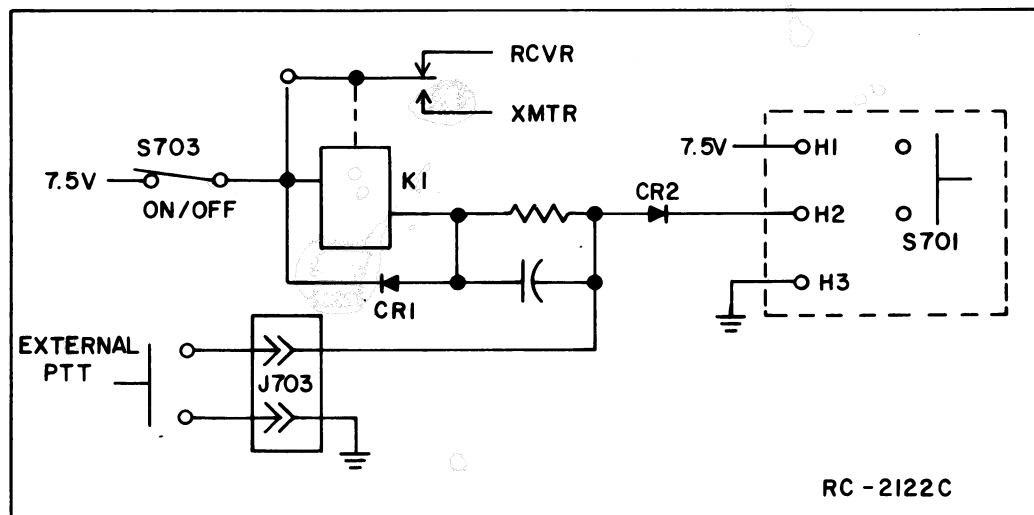 RCVR
XMTR
S703
7.5V
ON/OFF
K1
CR1
CR2
7.5V
H1
H2
H3
S701
EXTERNAL
PTT
J703
RC-2122C